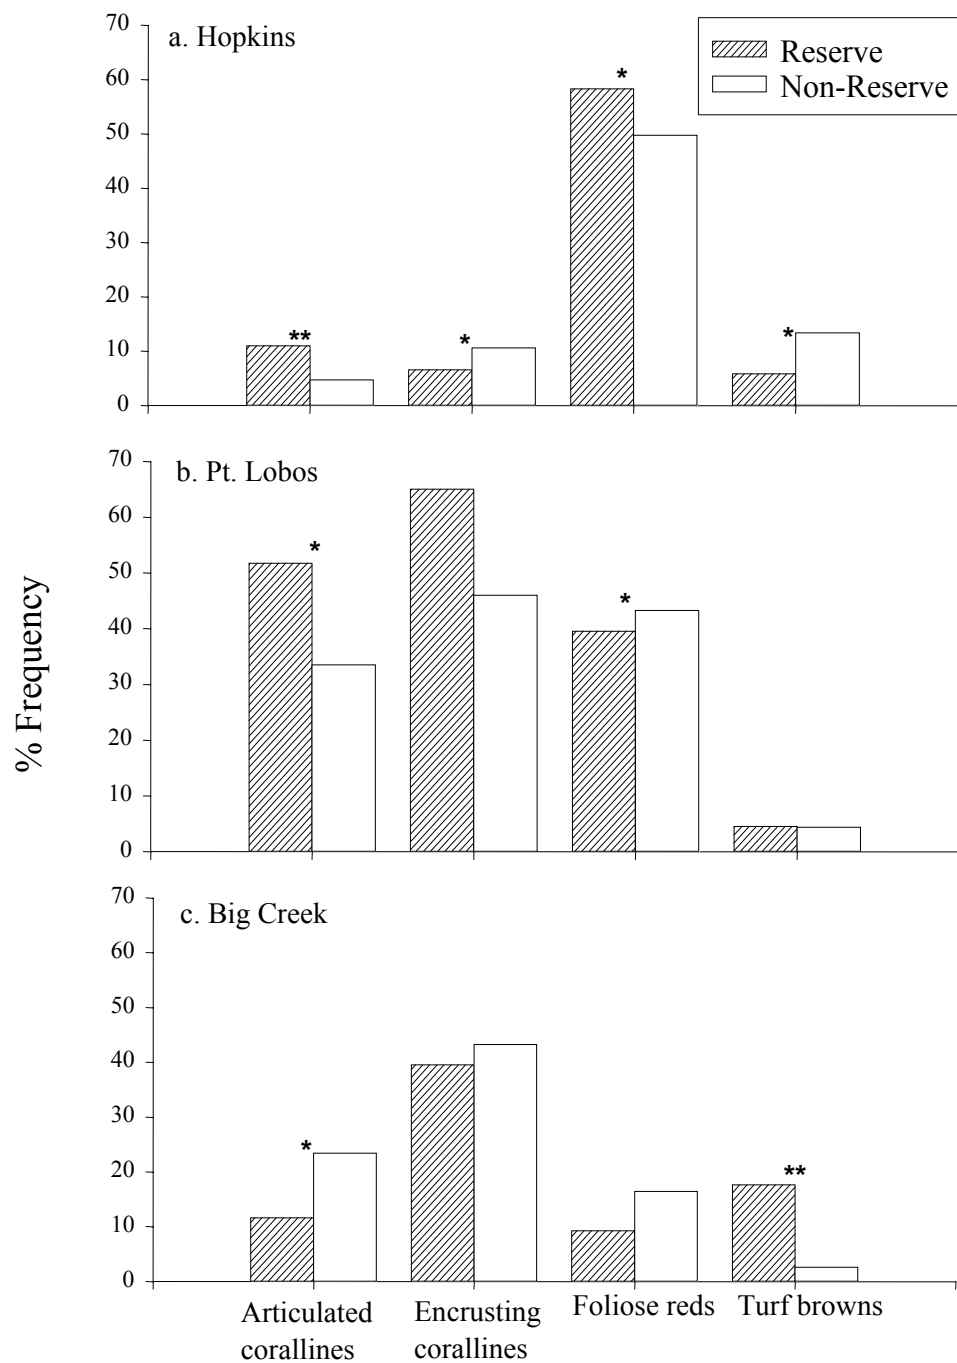 a. Hopkins
Reserve
Non-Reserve
70
60
50
40
30
20
10
0
*
**
*
*
b. Pt. Lobos
70
60
50
40
30
20
10
0
*
*
% Frequency
c. Big Creek
70
60
50
40
30
20
10
0
*
**
Articulated
corallines
Encrusting
corallines
Foliose reds
Turf browns